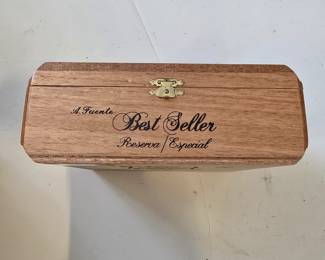 A. Fuente
Best Seller
Reserva/Especial